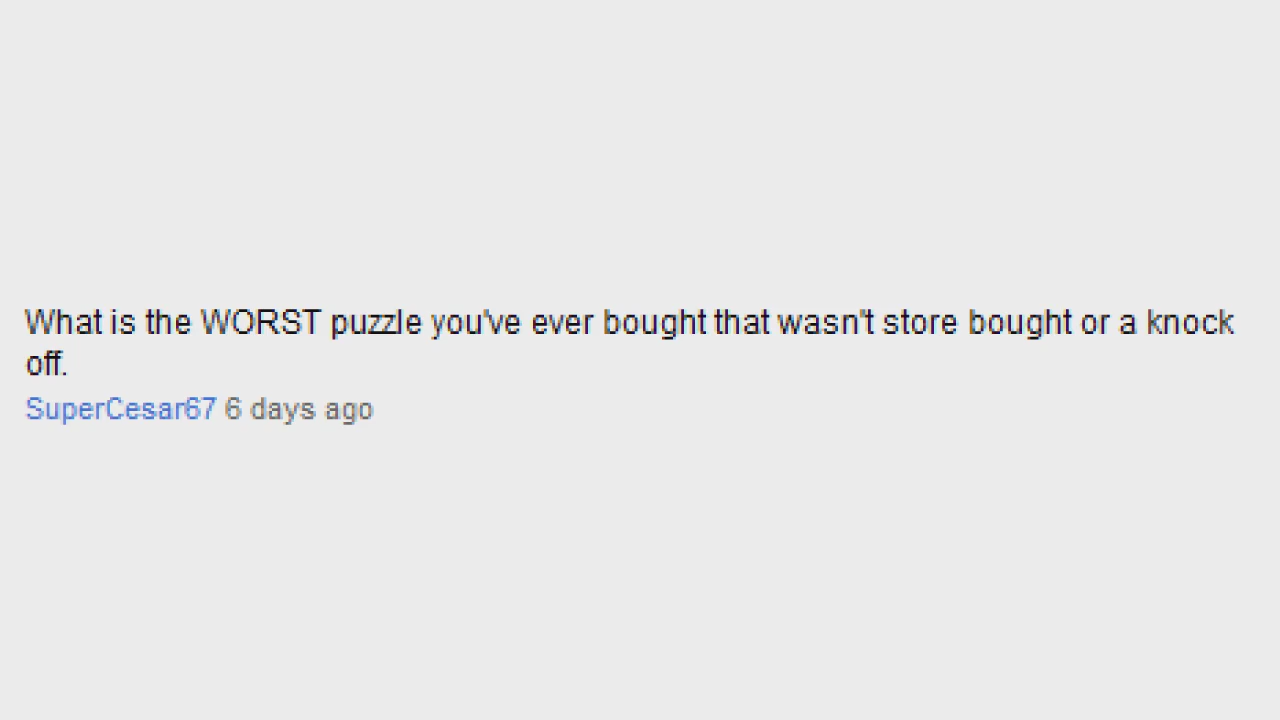 What is the WORST puzzle you've ever bought that wasn't store bought or a knock
off.
SuperCesar67 6 days ago